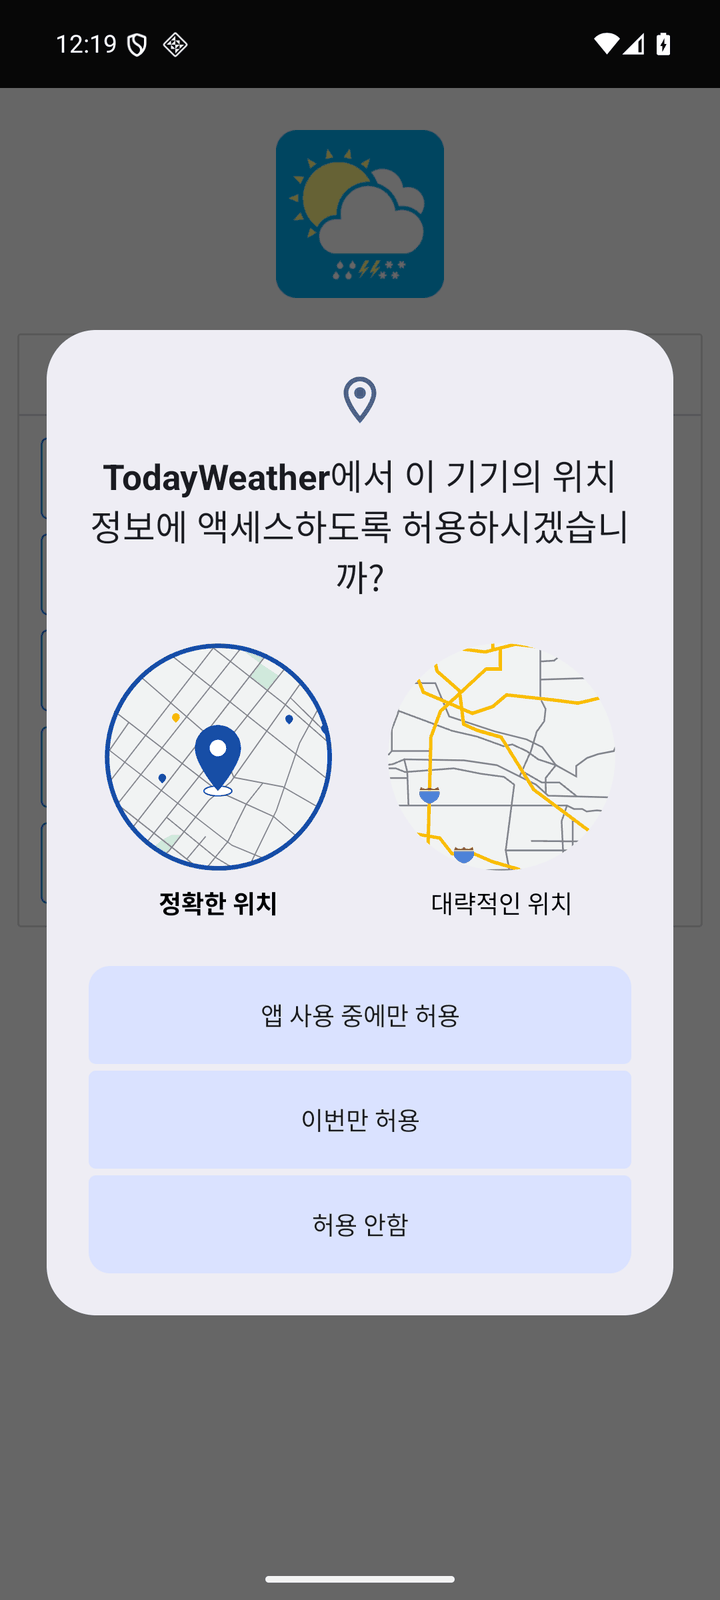 12:19
TodayWeather에서 이 기기의 위치
정보에 액세스하도록 허용하시겠습니
까?
정확한 위치
대략적인 위치
앱 사용 중에만 허용
이번만 허용
허용 안함